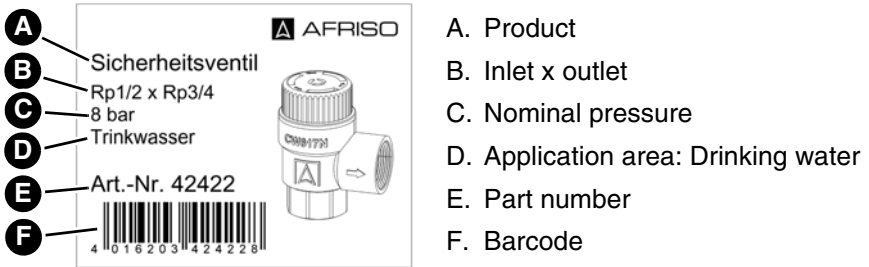 A
B
C
D
E
F
AFRISO
Sicherheitsventil
Rp1/2 x Rp3/4
8 bar
Trinkwasser
CW617N
Art.-Nr. 42422
4 016203 424228
A. Product
B. Inlet x outlet
C. Nominal pressure
D. Application area: Drinking water
E. Part number
F. Barcode